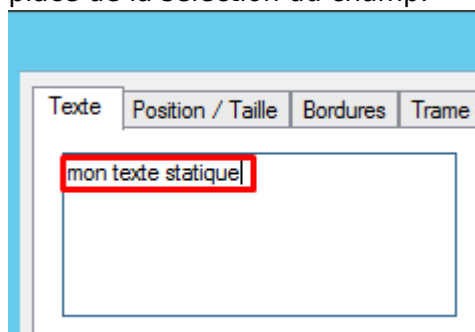 place de la sélection du champ.
Texte Position / Taille Bordures Trame
mon texte statique